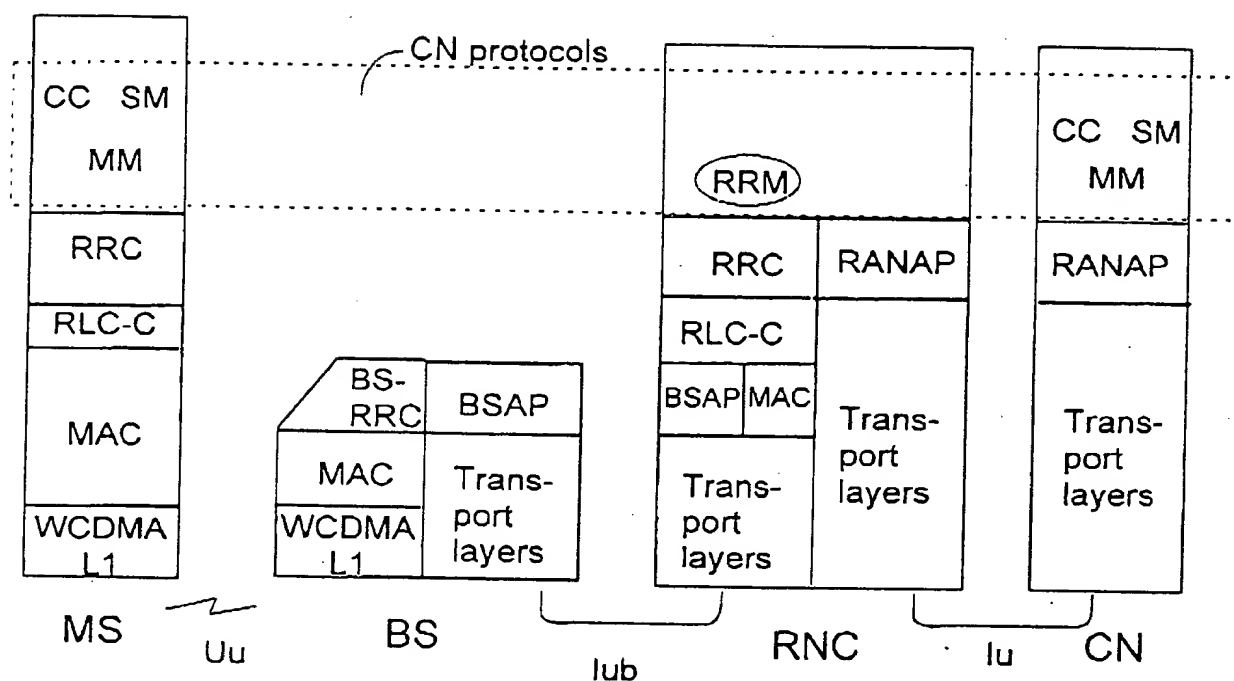 CN protocols
CC SM
MM
RRC
RLC-C
MAC
WCDMA
L1
MS
Uu
BS-
RRC
BSAP
MAC
Trans-
port
layers
WCDMA
L1
BS
Iub
RRM
RRC
RANAP
RLC-C
BSAP
MAC
Trans-
port
layers
Trans-
port
layers
RNC
Iu
CC SM
MM
RANAP
Trans-
port
layers
CN